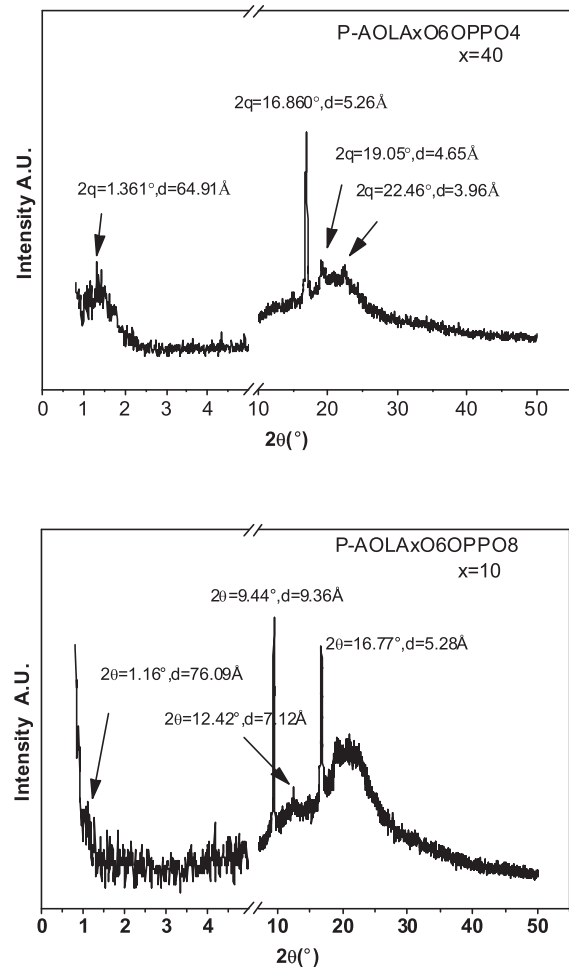 P-AOLAxO6OPPO4
x=40
2q=16.860°,d=5.26Å
2q=19.05°,d=4.65Å
2q=1.361°,d=64.91Å
2q=22.46°,d=3.96Å
Intensity A.U.
0 1 2 3 4 10 20 30 40 50
2θ(°)
P-AOLAxO6OPPO8
x=10
2θ=9.44°,d=9.36Å
2θ=16.77°,d=5.28Å
2θ=1.16°,d=76.09Å
2θ=12.42°,d=7.12Å
Intensity A.U.
0 1 2 3 4 10 20 30 40 50
2θ(°)